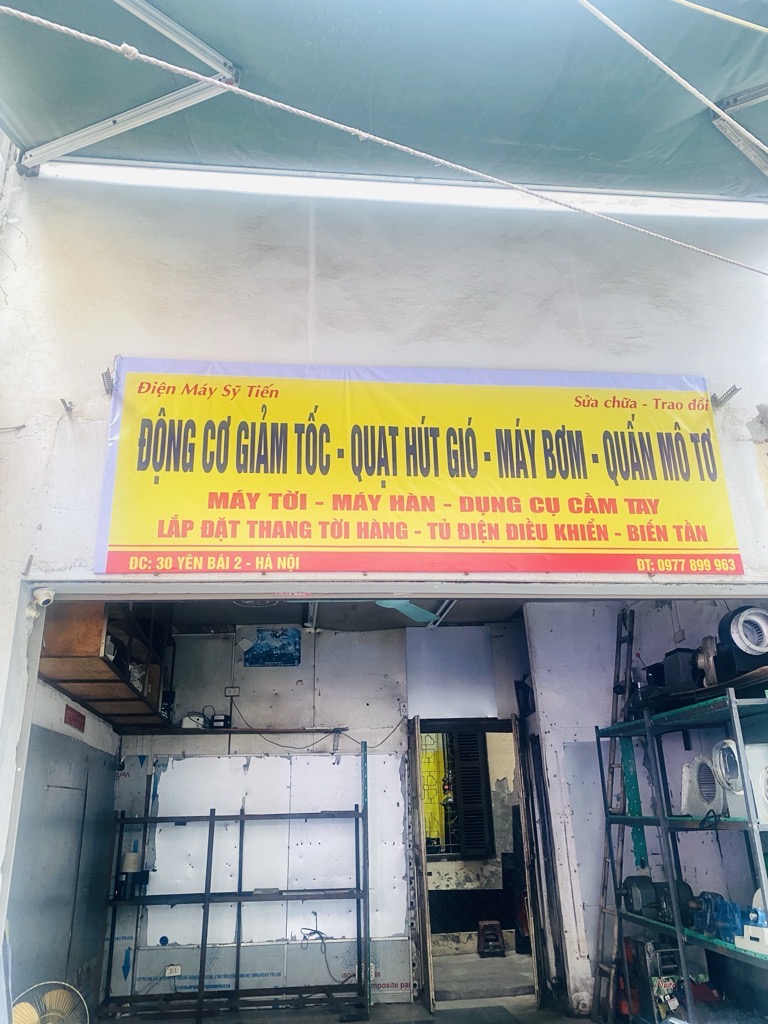 Điện Máy Sỹ Tiến
Sửa chữa - Trao đổi
ĐỘNG CƠ GIẢM TỐC - QUẠT HÚT GIÓ - MÁY BƠM - QUẤN MÔ TƠ
MÁY TỜI - MÁY HÀN - DỤNG CỤ CẦM TAY
LẮP ĐẶT THANG TỜI HÀNG - TỦ ĐIỆN ĐIỀU KHIỂN - BIẾN TẦN
ĐC: 30 YÊN BÁI 2 - HÀ NỘI
ĐT: 0977 899 963